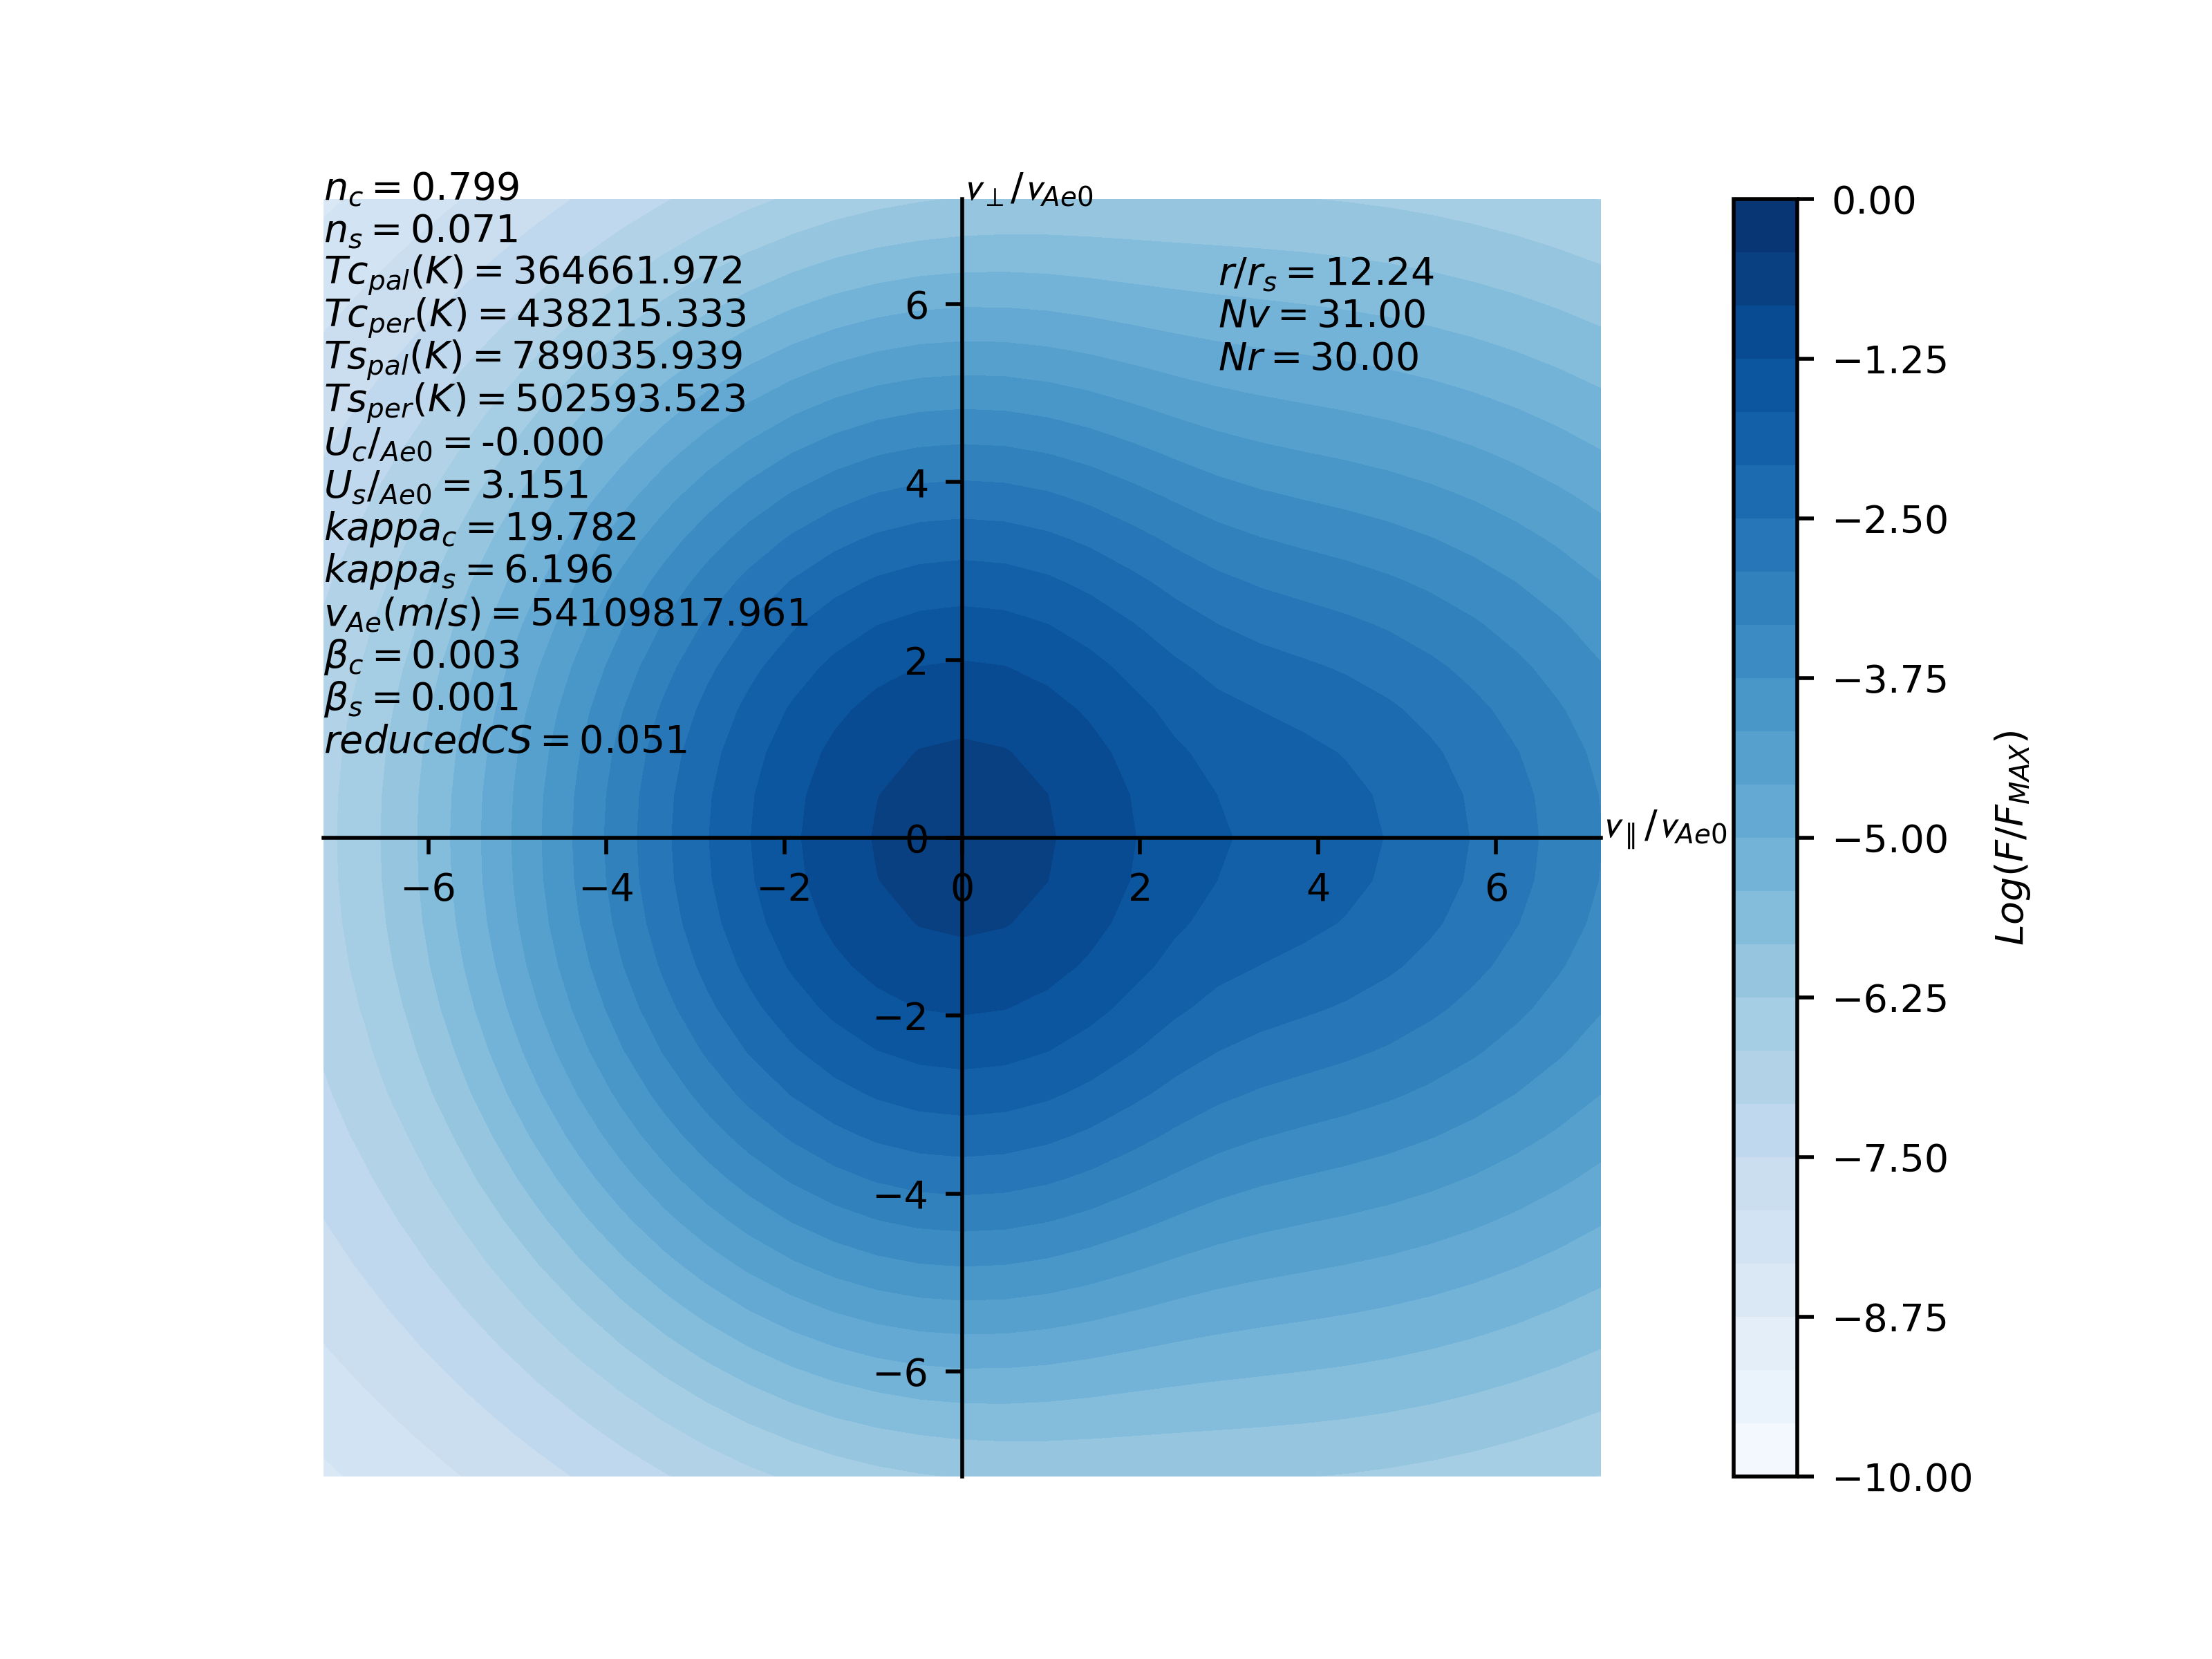 n_c = 0.799
n_s = 0.071
Tc_pal(K) = 364661.972
Tc_per(K) = 438215.333
Ts_pal(K) = 789035.939
Ts_per(K) = 502593.523
U_c/_Ae0 = -0.000
U_s/_Ae0 = 3.151
kappa_c = 19.782
kappa_s = 6.196
v_Ae(m/s) = 54109817.961
β_c = 0.003
β_s = 0.001
reducedCS = 0.051
v_⊥/v_Ae0
r/r_s = 12.24
Nv = 31.00
Nr = 30.00
6
4
2
0
−2
−4
−6
−6 −4 −2 0 2 4 6
v_∥/v_Ae0
0.00
−1.25
−2.50
−3.75
−5.00
−6.25
−7.50
−8.75
−10.00
Log(F/F_MAX)